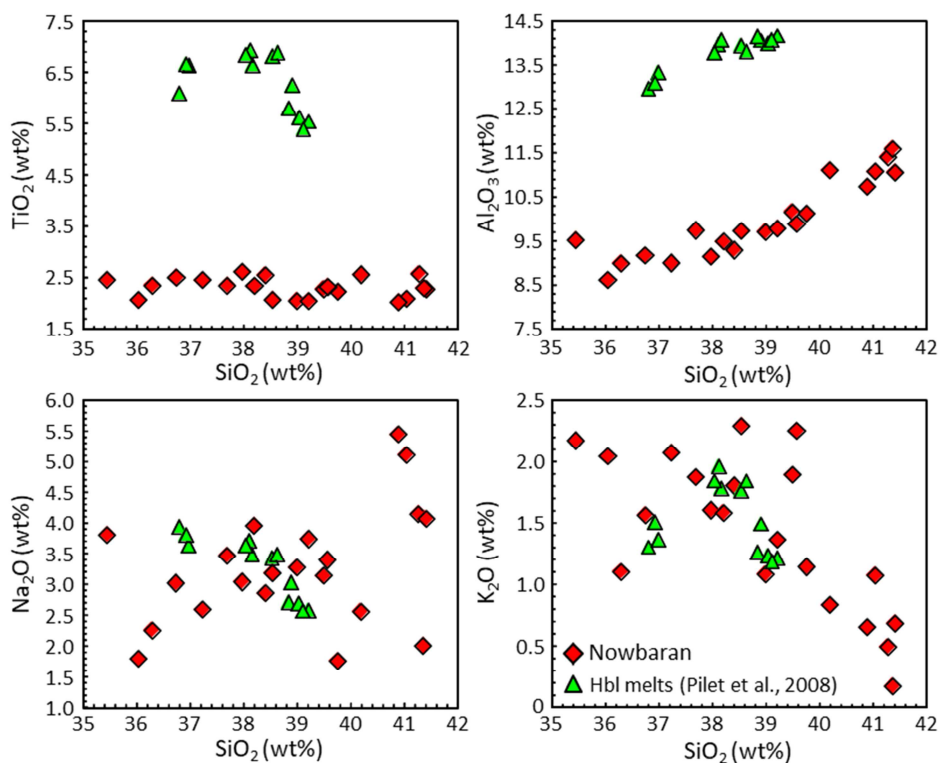 7.5
6.5
5.5
4.5
3.5
2.5
1.5
TiO₂ (wt%)
35 36 37 38 39 40 41 42
SiO₂ (wt%)
14.5
13.5
12.5
11.5
10.5
9.5
8.5
7.5
Al₂O₃ (wt%)
35 36 37 38 39 40 41 42
SiO₂ (wt%)
6.0
5.5
5.0
4.5
4.0
3.5
3.0
2.5
2.0
1.5
1.0
Na₂O (wt%)
35 36 37 38 39 40 41 42
SiO₂ (wt%)
2.5
2.0
1.5
1.0
0.5
0
K₂O (wt%)
Nowbaran
Hbl melts (Pilet et al., 2008)
35 36 37 38 39 40 41 42
SiO₂ (wt%)